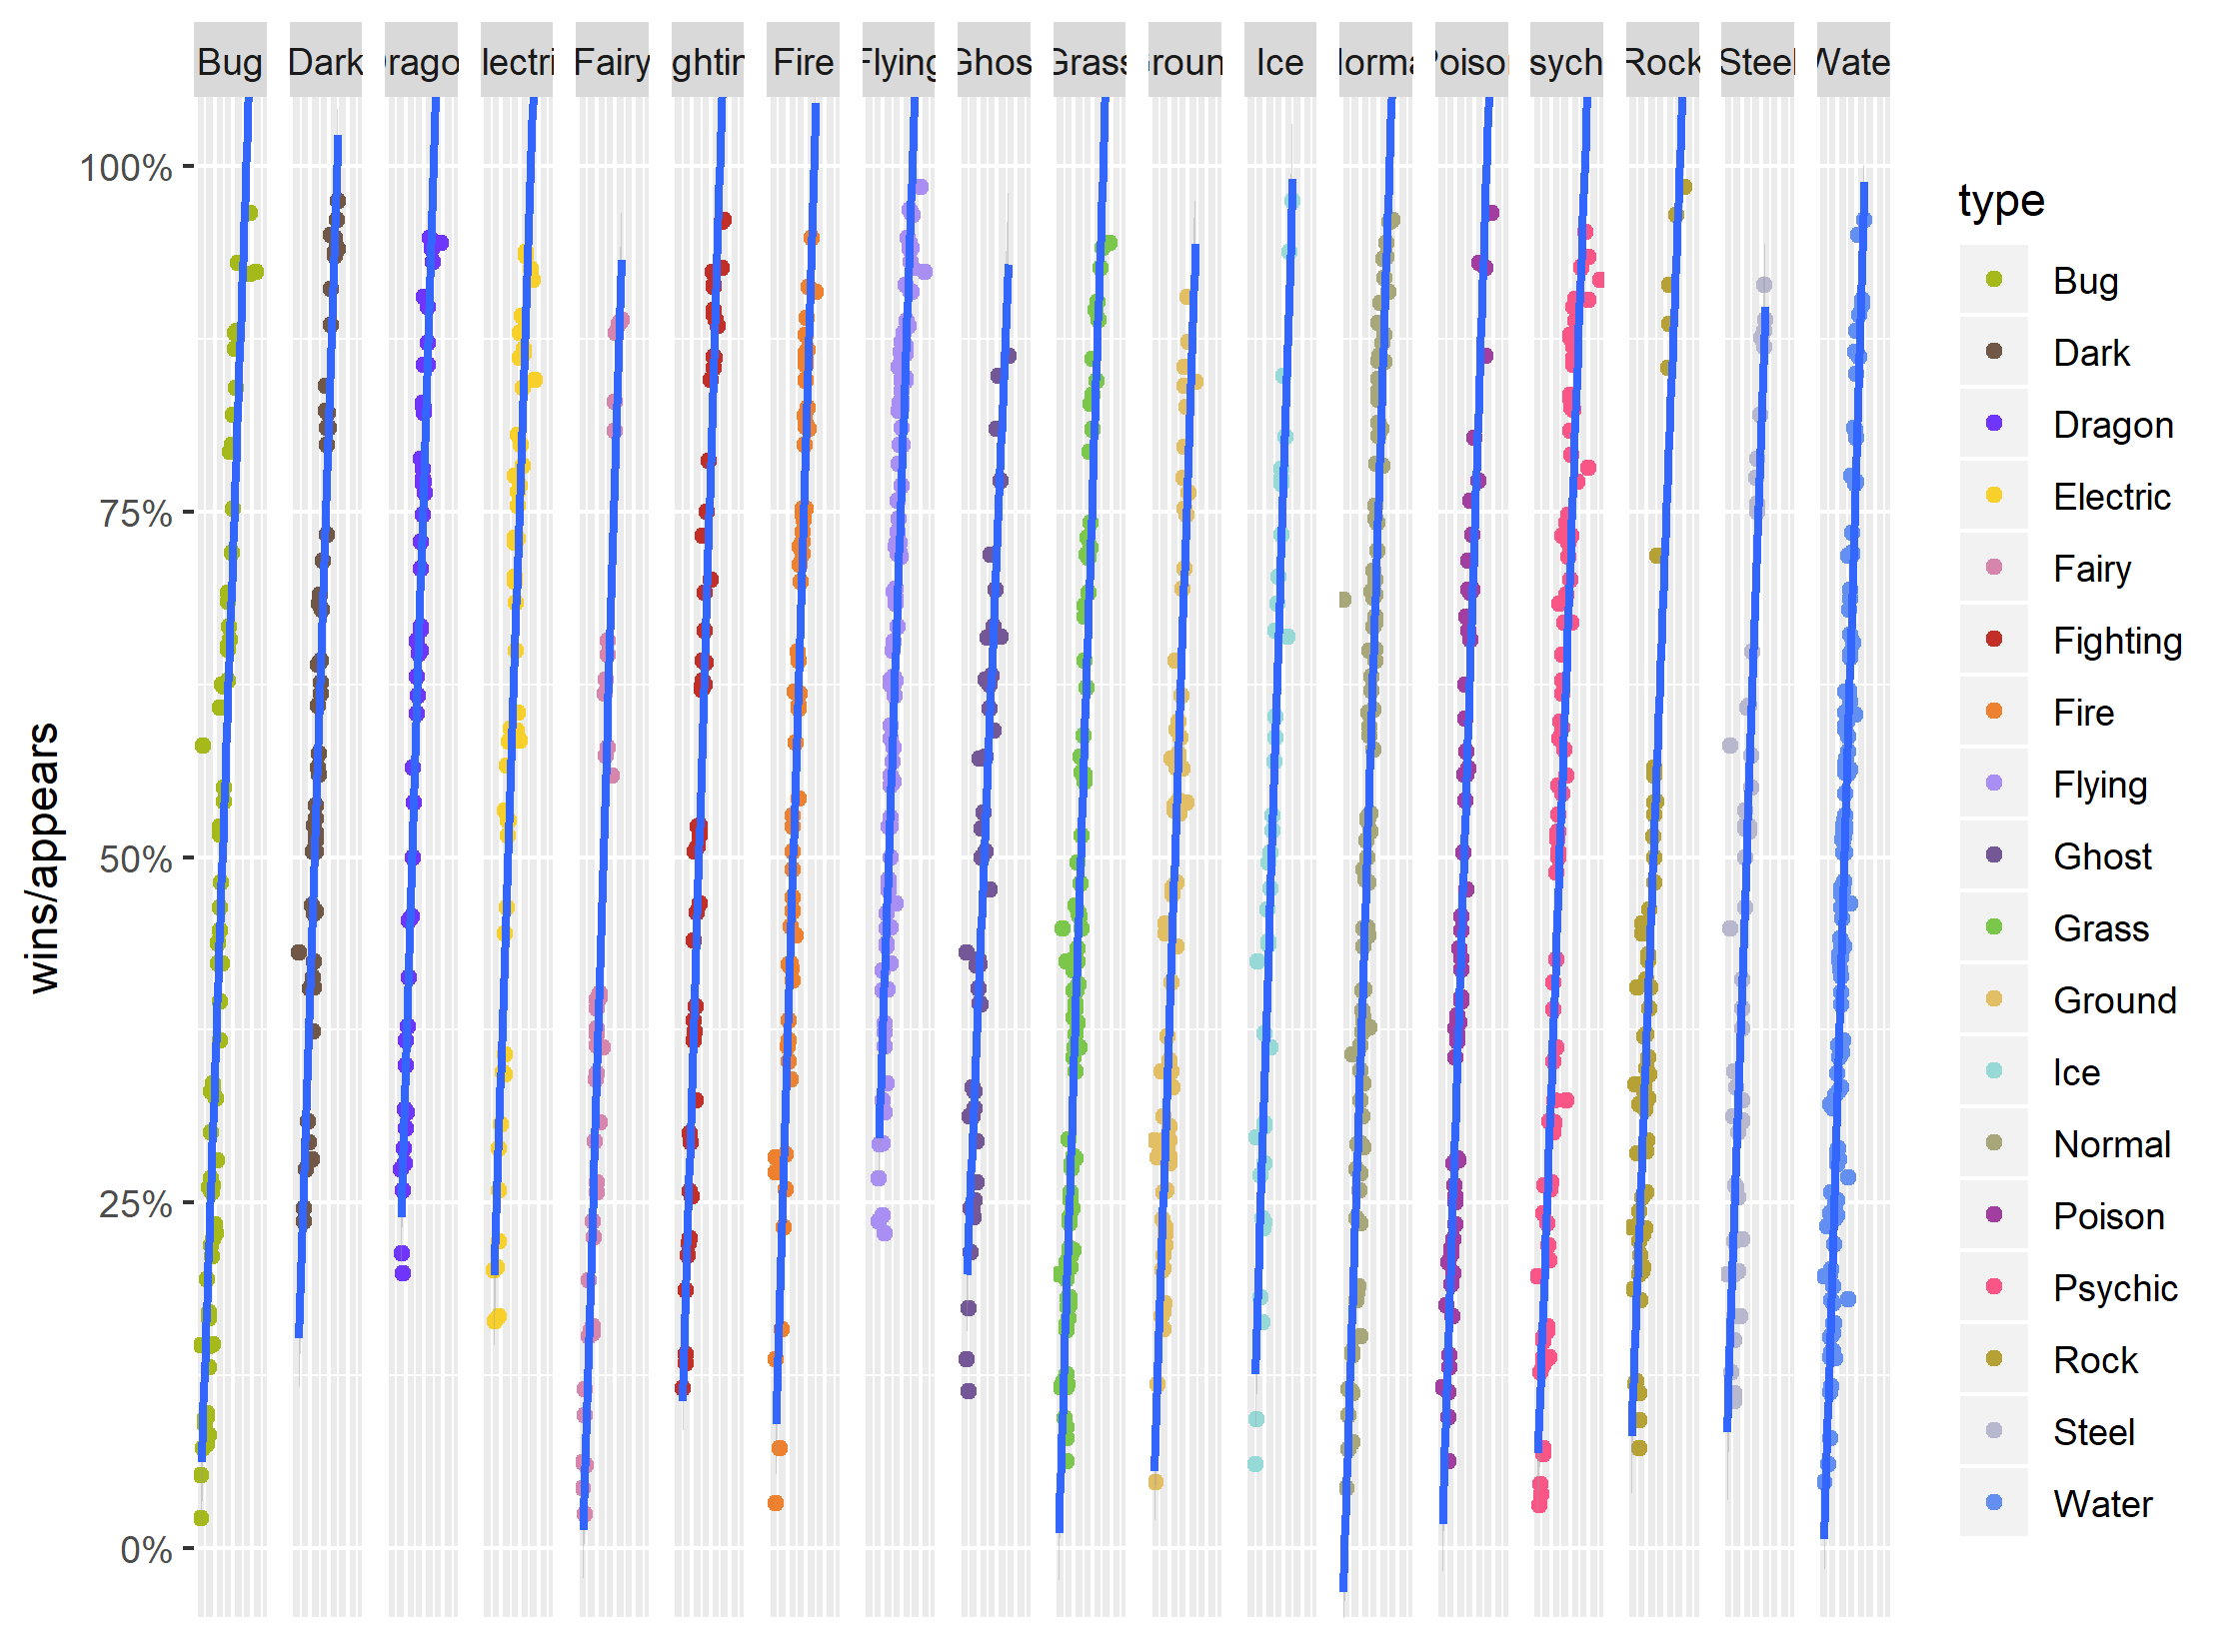 Bug Dark rago lectri Fairy ghtin Fire Flying Ghos Grass roun Ice lorma Poiso sych Rock Steel Wate
100%
75%
50%
25%
0%
wins/appears
type
Bug
Dark
Dragon
Electric
Fairy
Fighting
Fire
Flying
Ghost
Grass
Ground
Ice
Normal
Poison
Psychic
Rock
Steel
Water